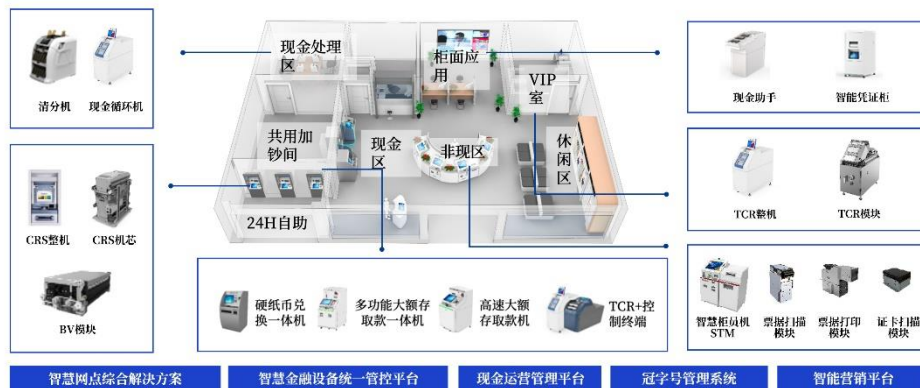 现金处理
区
柜面应
用
VIP
室
共用加
钞间
现金
区
非现区
休
闲
区
24H自助
清分机
现金循环机
CRS整机
CRS机芯
BV模块
现金助手
智能凭证柜
TCR整机
TCR模块
智慧柜员机
STM
票据扫描
模块
票据打印
模块
证卡扫描
模块
硬纸币兑
换一体机
多功能大额存
取款一体机
高速大额
存取款机
TCR+控
制终端
智慧网点综合解决方案
智慧金融设备统一管控平台
现金运营管理平台
冠字号管理系统
智能营销平台